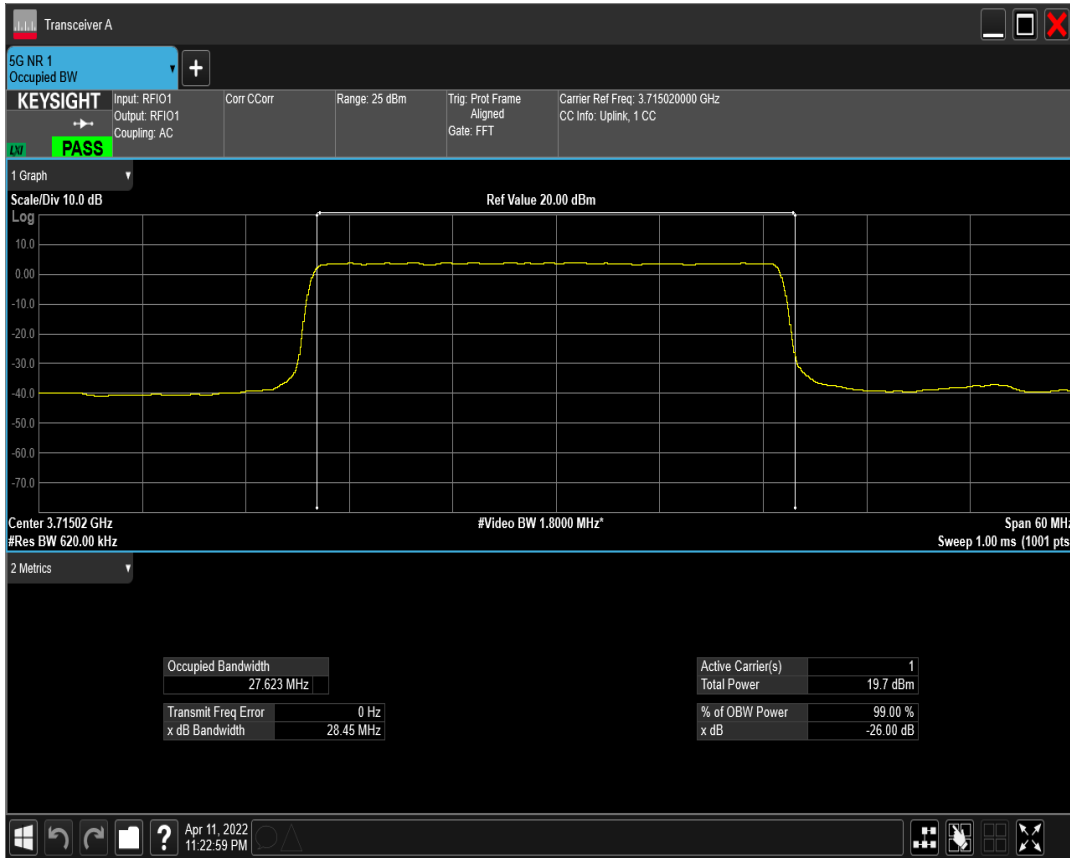 Transceiver A
5G NR 1
Occupied BW
+
KEYSIGHT
LXI
PASS
Input: RFIO1
Output: RFIO1
Coupling: AC
Corr CCorr
Range: 25 dBm
Trig: Prot Frame
Aligned
Gate: FFT
Carrier Ref Freq: 3.715020000 GHz
CC Info: Uplink, 1 CC
1 Graph
Scale/Div 10.0 dB
Ref Value 20.00 dBm
Log
10.0
0.00
-10.0
-20.0
-30.0
-40.0
-50.0
-60.0
-70.0
Center 3.71502 GHz
#Video BW 1.8000 MHz*
Span 60 MHz
#Res BW 620.00 kHz
Sweep 1.00 ms (1001 pts
2 Metrics
Occupied Bandwidth
27.623 MHz
Transmit Freq Error 0 Hz
x dB Bandwidth 28.45 MHz
Active Carrier(s) 1
Total Power 19.7 dBm
% of OBW Power 99.00 %
x dB -26.00 dB
?
Apr 11, 2022
11:22:59 PM